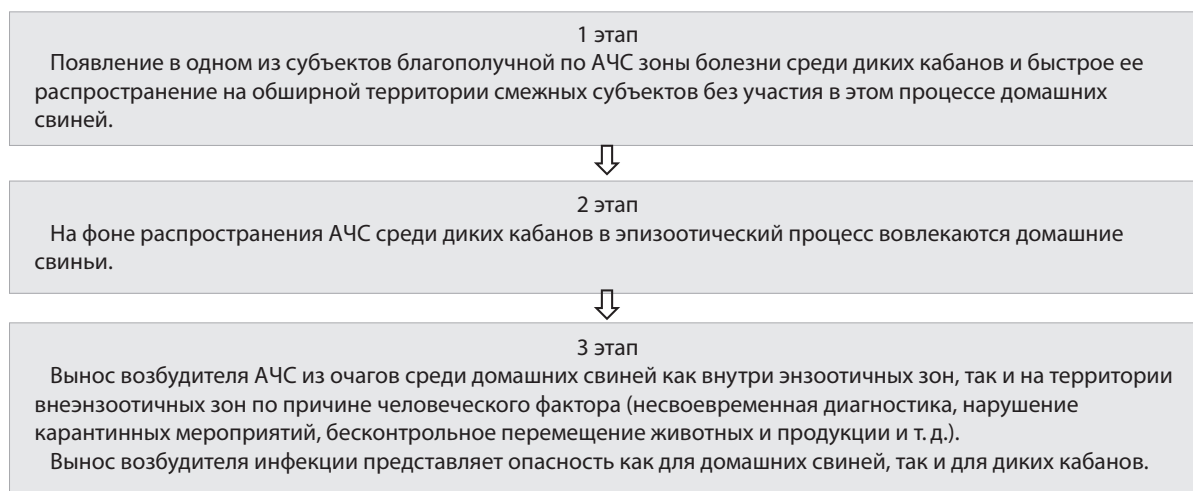 1 этап
Появление в одном из субъектов благополучной по АЧС зоны болезни среди диких кабанов и быстрое ее
распространение на обширной территории смежных субъектов без участия в этом процессе домашних
свиней.
2 этап
На фоне распространения АЧС среди диких кабанов в эпизоотический процесс вовлекаются домашние
свиньи.
3 этап
Вынос возбудителя АЧС из очагов среди домашних свиней как внутри энзоотичных зон, так и на территории
внеэнзоотичных зон по причине человеческого фактора (несвоевременная диагностика, нарушение
карантинных мероприятий, бесконтрольное перемещение животных и продукции и т. д.).
Вынос возбудителя инфекции представляет опасность как для домашних свиней, так и для диких кабанов.